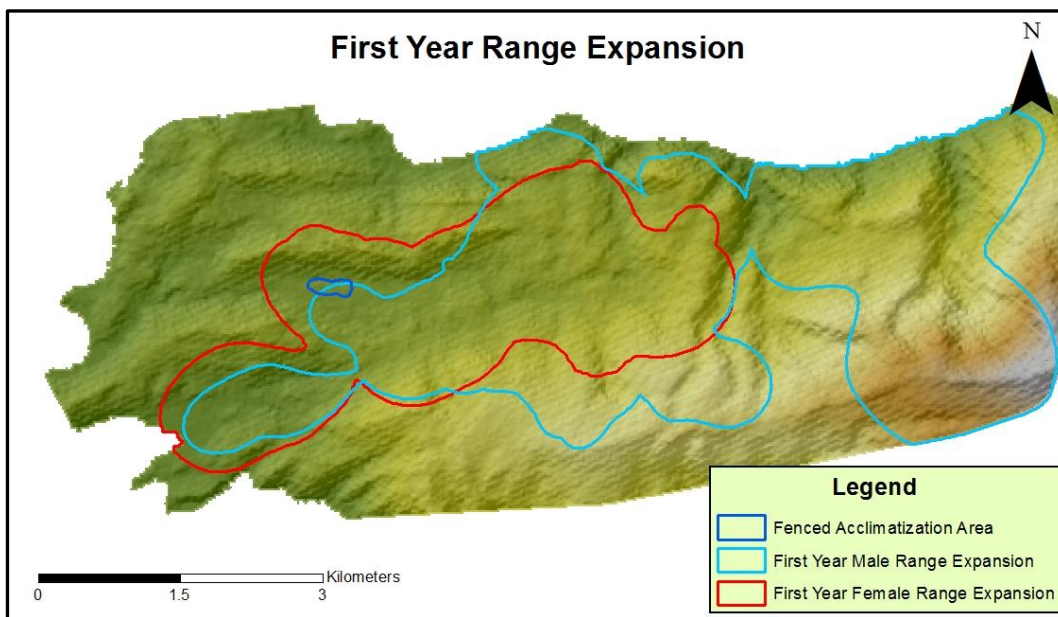 First Year Range Expansion
N
Legend
Fenced Acclimatization Area
First Year Male Range Expansion
First Year Female Range Expansion
Kilometers
0 1.5 3